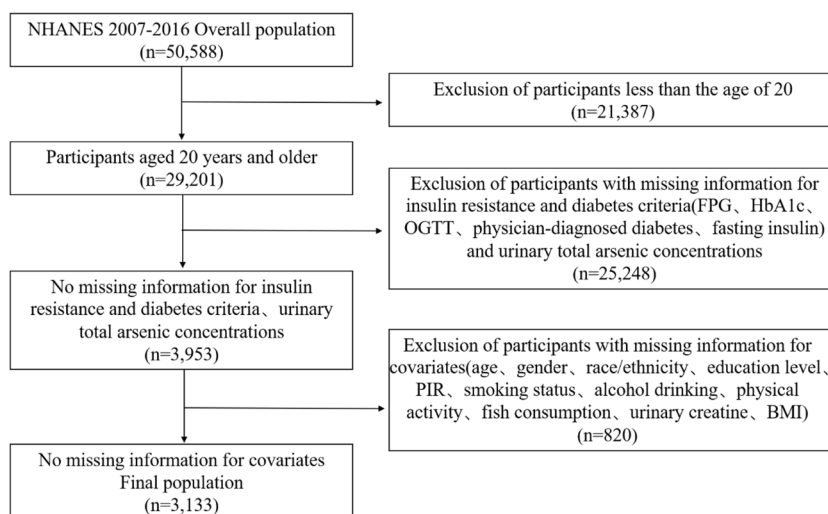 NHANES 2007-2016 Overall population
(n=50,588)
Exclusion of participants less than the age of 20
(n=21,387)
Participants aged 20 years and older
(n=29,201)
Exclusion of participants with missing information for
insulin resistance and diabetes criteria(FPG、HbA1c、
OGTT、physician-diagnosed diabetes、fasting insulin)
and urinary total arsenic concentrations
(n=25,248)
No missing information for insulin
resistance and diabetes criteria、urinary
total arsenic concentrations
(n=3,953)
Exclusion of participants with missing information for
covariates(age、gender、race/ethnicity、education level、
PIR、smoking status、alcohol drinking、physical
activity、fish consumption、urinary creatine、BMI)
(n=820)
No missing information for covariates
Final population
(n=3,133)